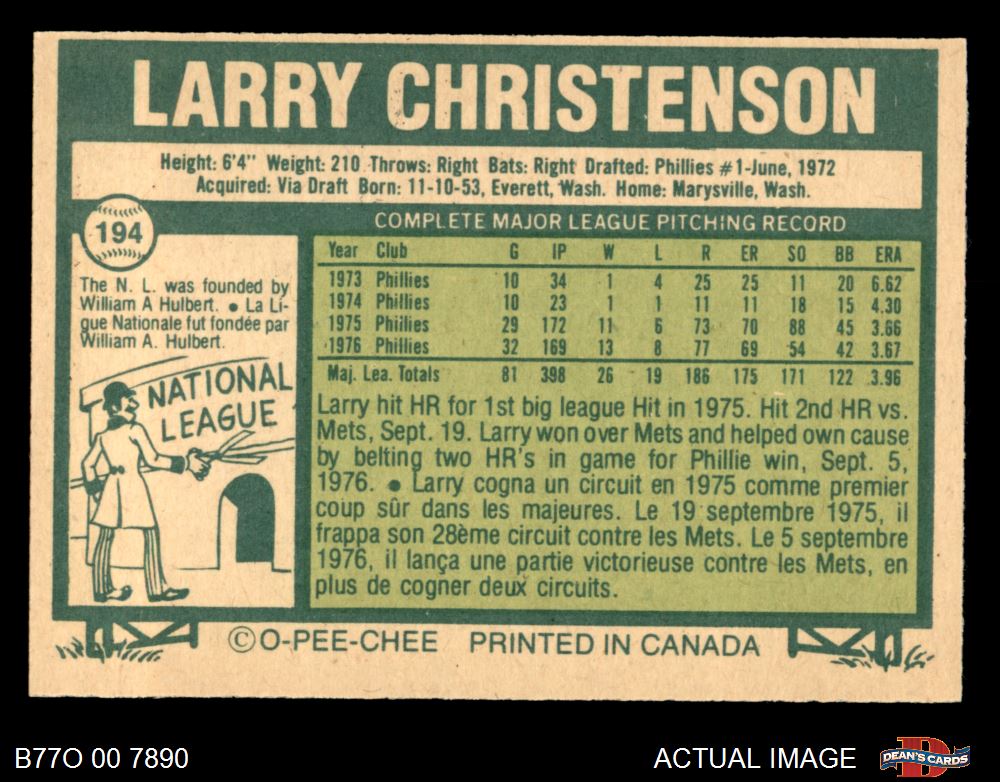 LARRY CHRISTENSON
Height: 6'4" Weight: 210 Throws: Right Bats: Right Drafted: Phillies #1-June, 1972
Acquired: Via Draft Born: 11-10-53, Everett, Wash. Home: Marysville, Wash.
194
COMPLETE MAJOR LEAGUE PITCHING RECORD
Year Club G IP W L R ER SO BB ERA
1973 Phillies 10 34 1 4 25 25 11 20 6.62
1974 Phillies 10 23 1 1 11 11 18 15 4.30
1975 Phillies 29 172 11 6 73 70 88 45 3.66
1976 Phillies 32 169 13 8 77 69 54 42 3.67
Maj. Lea. Totals 81 398 26 19 186 175 171 122 3.96
The N. L. was founded by
William A Hulbert. • La Li-
gue Nationale fut fondée par
William A. Hulbert.
NATIONAL
LEAGUE
Larry hit HR for 1st big league Hit in 1975. Hit 2nd HR vs.
Mets, Sept. 19. Larry won over Mets and helped own cause
by belting two HR's in game for Phillie win, Sept. 5,
1976. • Larry cogna un circuit en 1975 comme premier
coup sûr dans les majeures. Le 19 septembre 1975, il
frappa son 28ème circuit contre les Mets. Le 5 septembre
1976, il lança une partie victorieuse contre les Mets, en
plus de cogner deux circuits.
©O-PEE-CHEE PRINTED IN CANADA
B77O 00 7890
ACTUAL IMAGE
DEAN'S CARDS